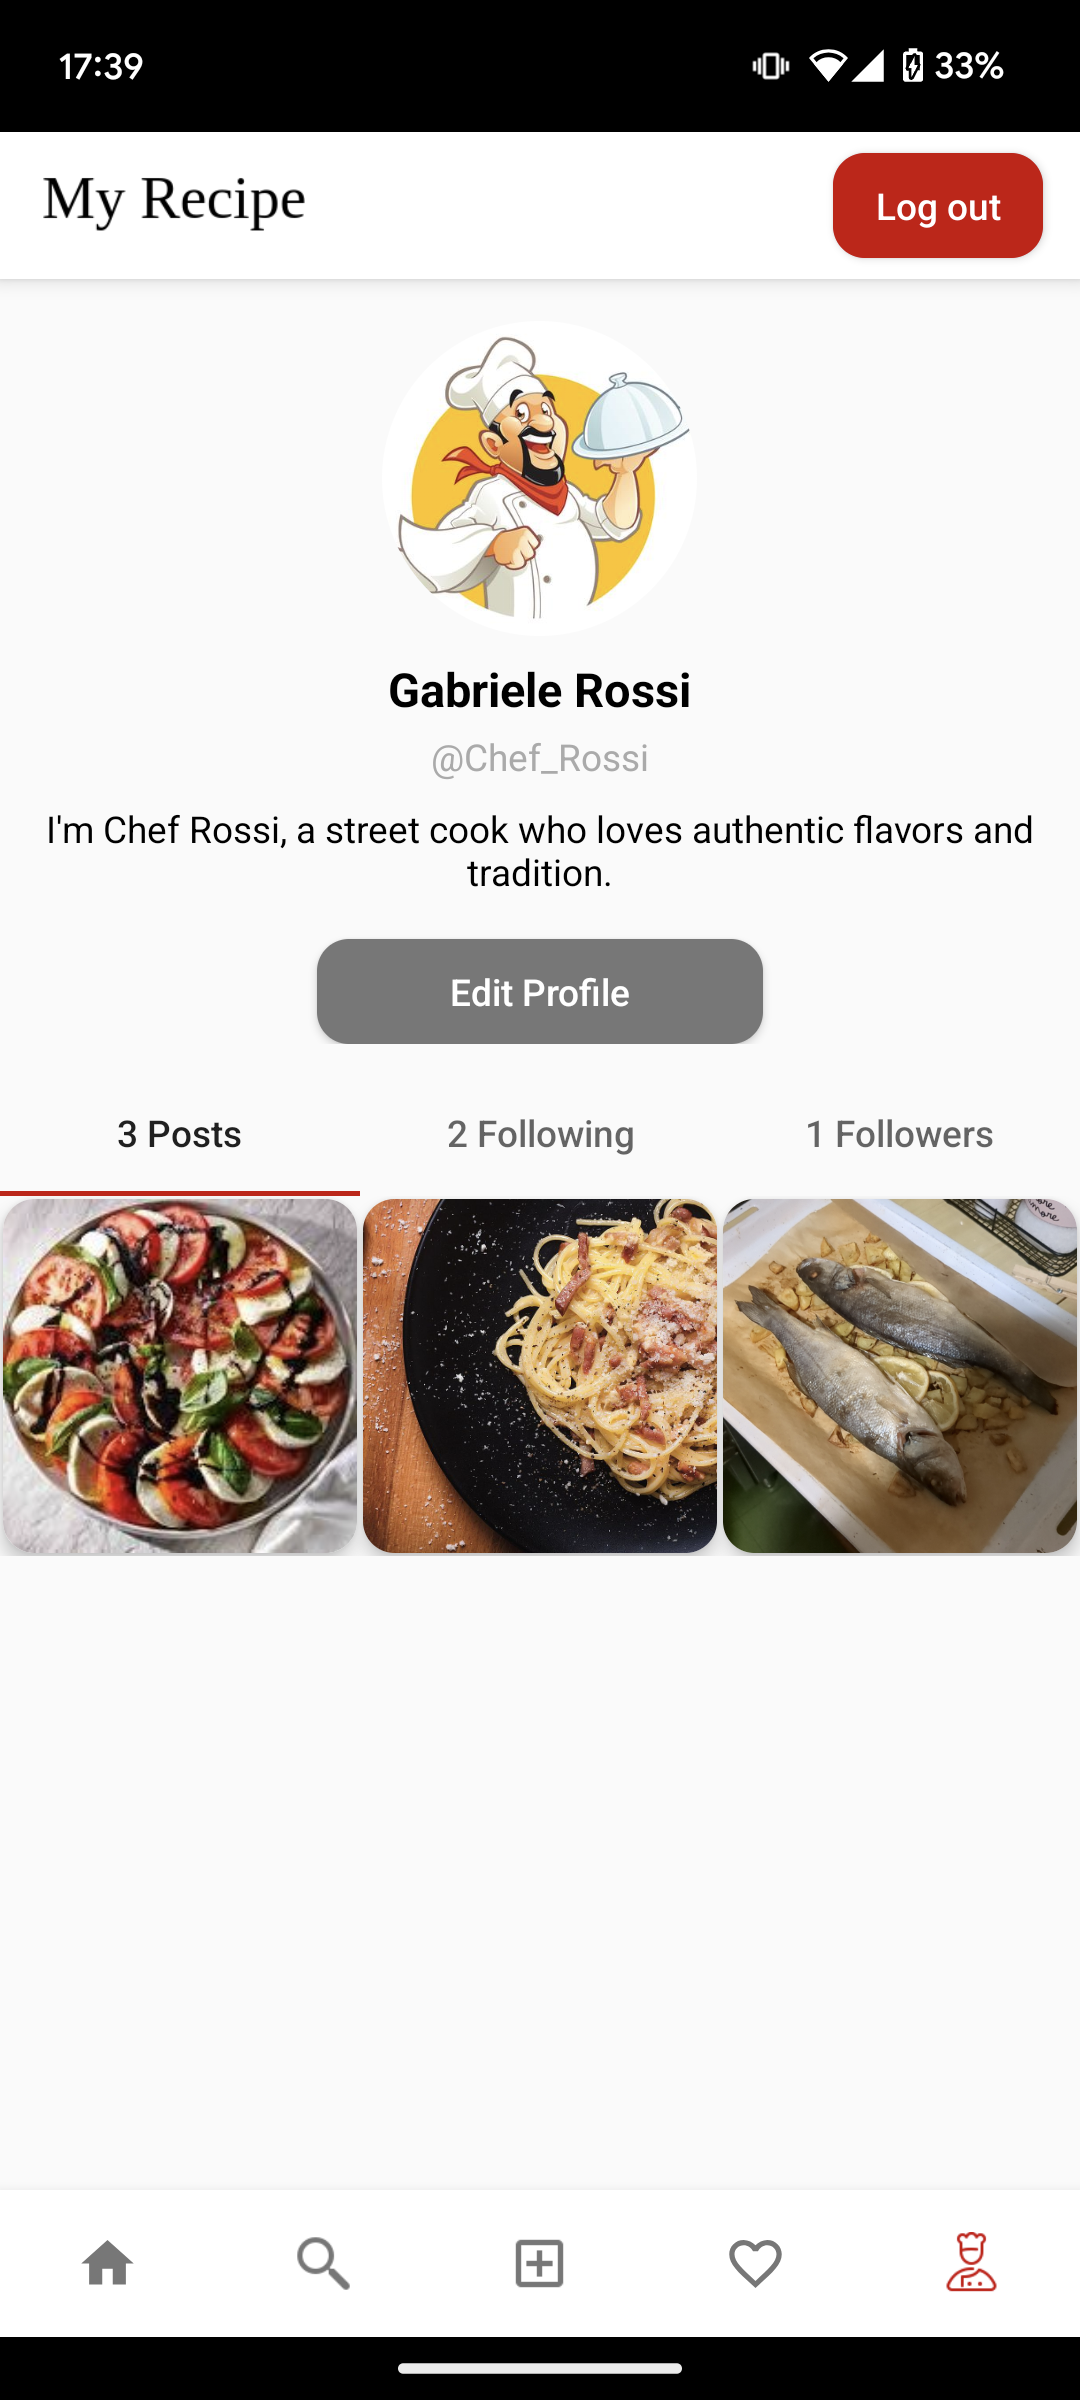 17:39
33%
My Recipe
Log out
Gabriele Rossi
@Chef_Rossi
I'm Chef Rossi, a street cook who loves authentic flavors and
tradition.
Edit Profile
3 Posts
2 Following
1 Followers
more